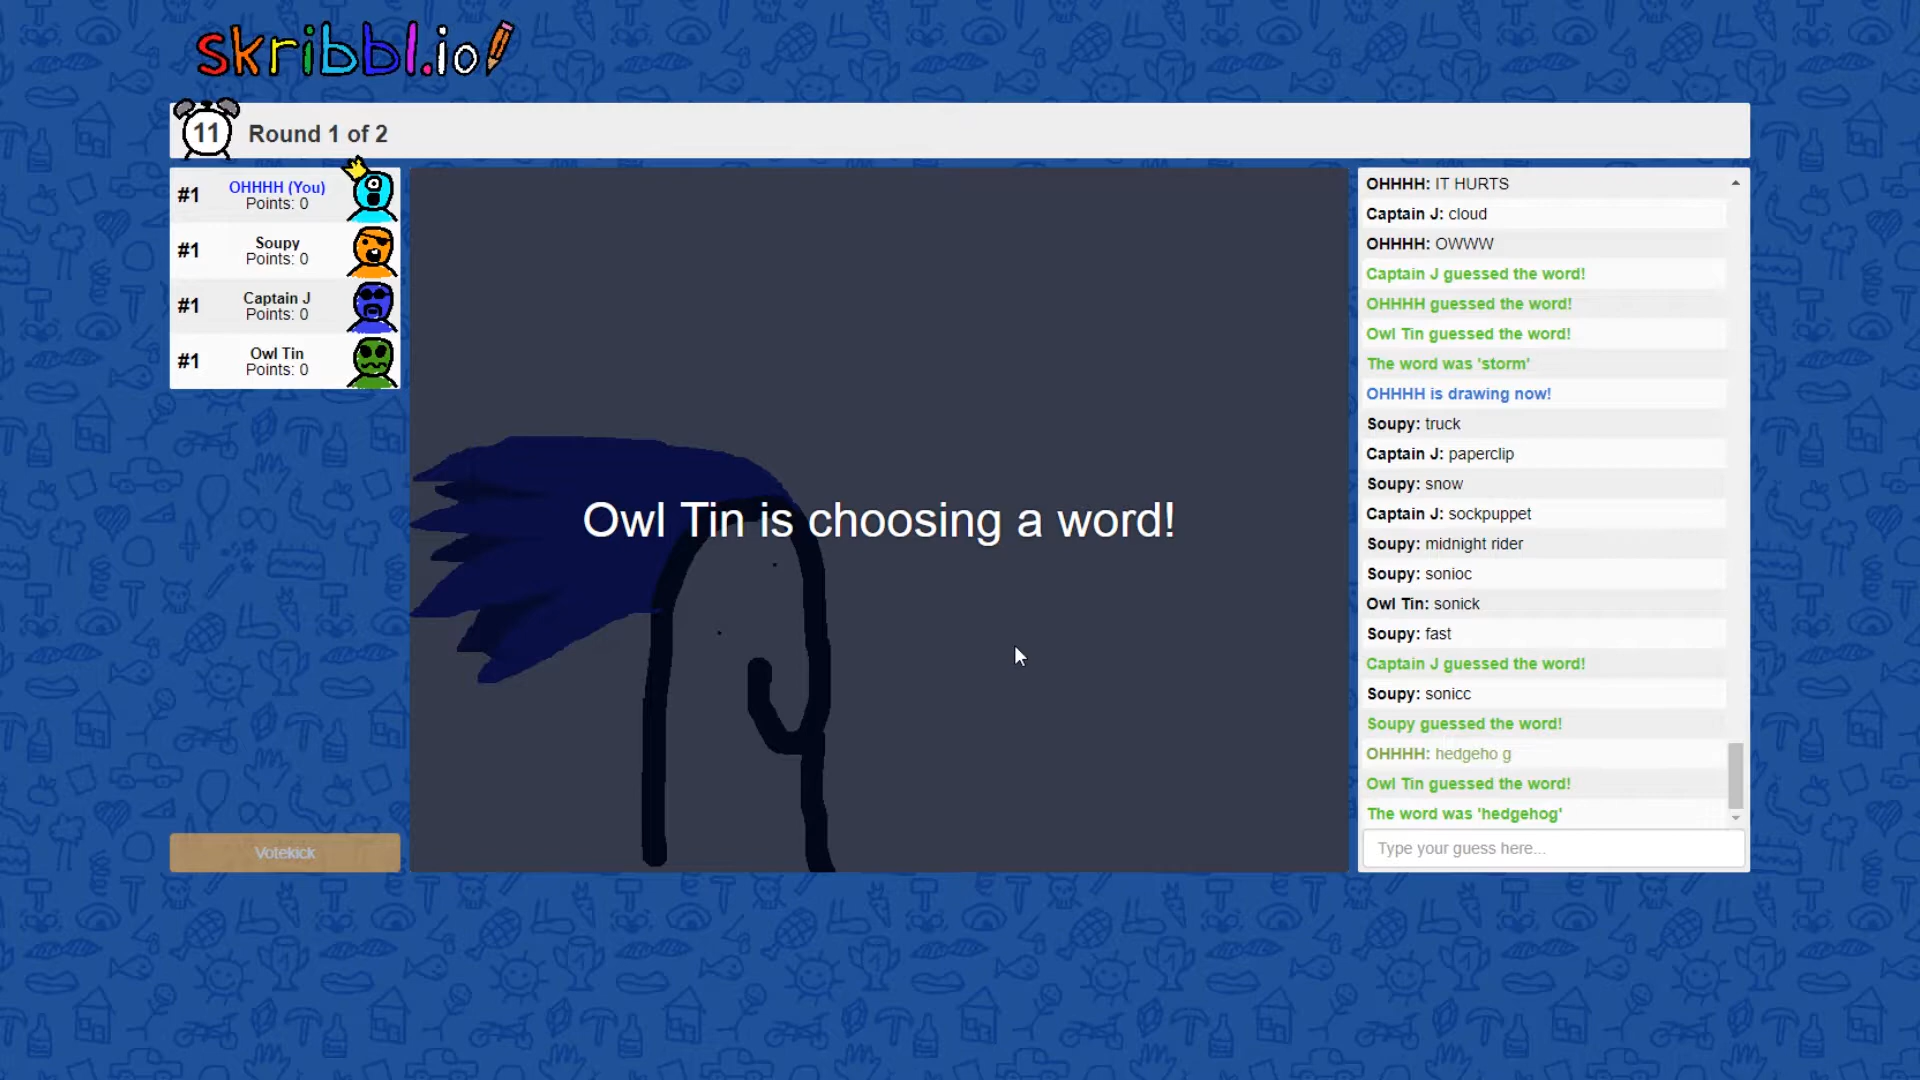 skribbl.io
11
Round 1 of 2
#1
OHHHH (You)
Points: 0
#1
Soupy
Points: 0
#1
Captain J
Points: 0
#1
Owl Tin
Points: 0
Votekick
Owl Tin is choosing a word!
OHHHH: IT HURTS
Captain J: cloud
OHHHH: OWWW
Captain J guessed the word!
OHHHH guessed the word!
Owl Tin guessed the word!
The word was 'storm'
OHHHH is drawing now!
Soupy: truck
Captain J: paperclip
Soupy: snow
Captain J: sockpuppet
Soupy: midnight rider
Soupy: sonioc
Owl Tin: sonick
Soupy: fast
Captain J guessed the word!
Soupy: sonicc
Soupy guessed the word!
OHHHH: hedgeho g
Owl Tin guessed the word!
The word was 'hedgehog'
Type your guess here...